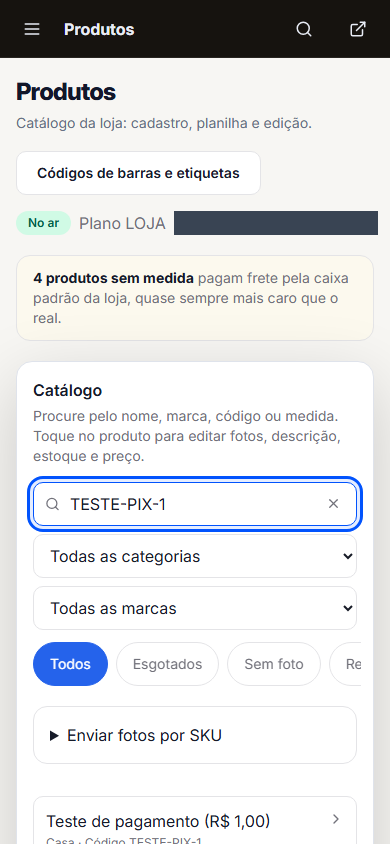 Produtos
Produtos
Catálogo da loja: cadastro, planilha e edição.
Códigos de barras e etiquetas
No ar Plano LOJA
4 produtos sem medida pagam frete pela caixa
padrão da loja, quase sempre mais caro que o
real.
Catálogo
Procure pelo nome, marca, código ou medida.
Toque no produto para editar fotos, descrição,
estoque e preço.
TESTE-PIX-1
Todas as categorias
Todas as marcas
Todos Esgotados Sem foto Re
Enviar fotos por SKU
Teste de pagamento (R$ 1,00)
Casa · Código TESTE-PIX-1